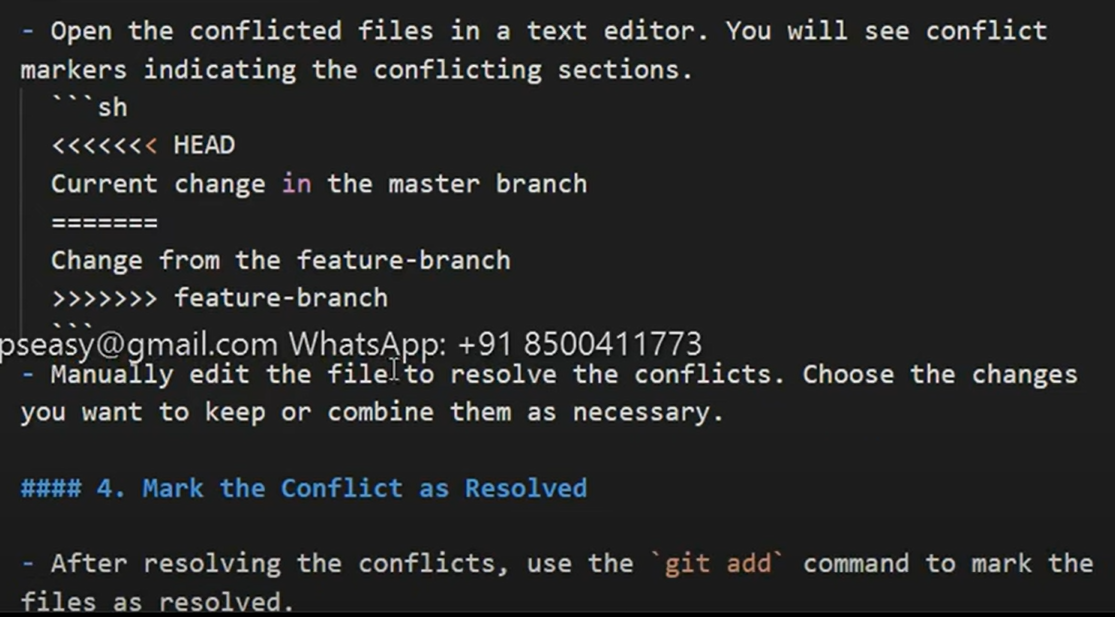 - Open the conflicted files in a text editor. You will see conflict
markers indicating the conflicting sections.
```sh
<<<<<<< HEAD
Current change in the master branch
=======
Change from the feature-branch
>>>>>>> feature-branch
```
pseasy@gmail.com WhatsApp: +91 8500411773
- Manually edit the file to resolve the conflicts. Choose the changes
you want to keep or combine them as necessary.
#### 4. Mark the Conflict as Resolved
- After resolving the conflicts, use the `git add` command to mark the
files as resolved.